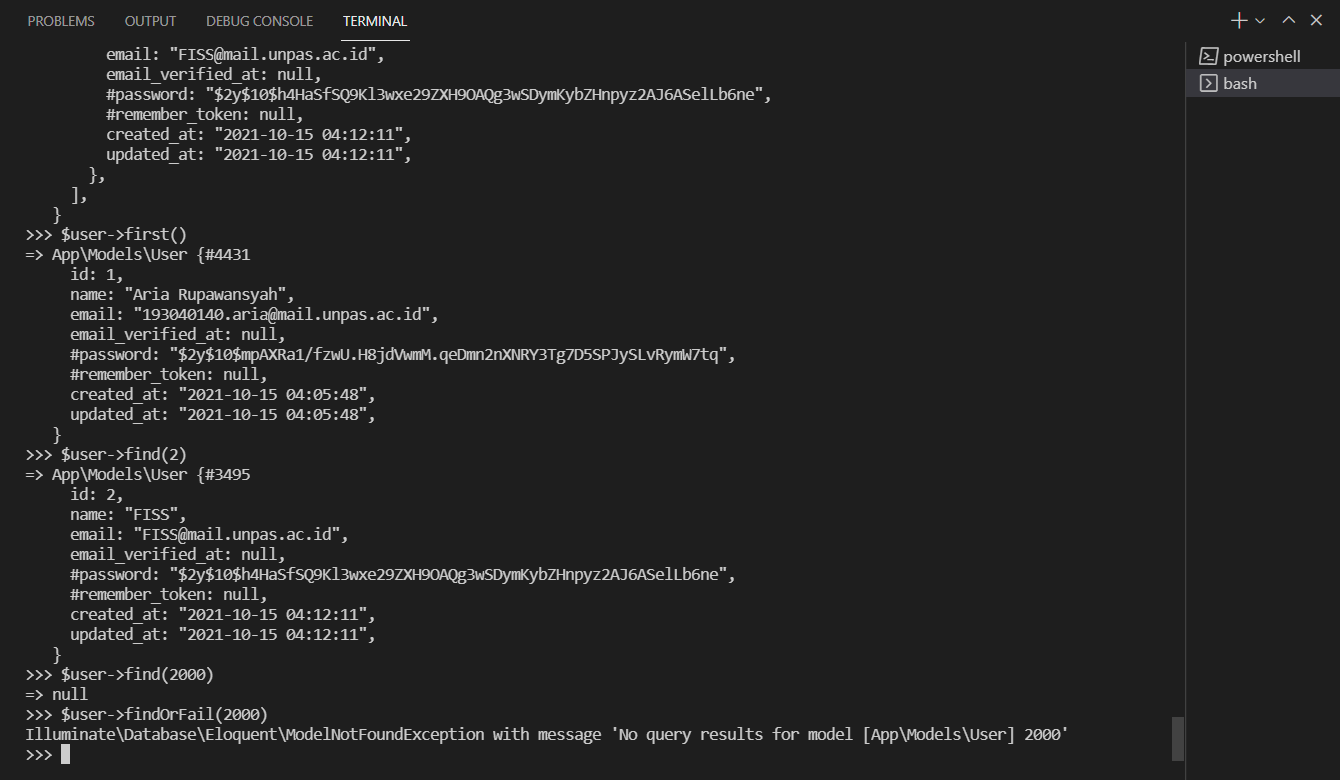 PROBLEMS OUTPUT DEBUG CONSOLE TERMINAL
powershell
bash
email: "FISS@mail.unpas.ac.id",
email_verified_at: null,
#password: "$2y$10$h4HaSfSQ9Kl3wxe29ZXH9OAQg3wSDymKybZHnpyz2AJ6ASelLb6ne",
#remember_token: null,
created_at: "2021-10-15 04:12:11",
updated_at: "2021-10-15 04:12:11",
},
],
}
>>> $user->first()
=> App\Models\User {#4431
id: 1,
name: "Aria Rupawansyah",
email: "193040140.aria@mail.unpas.ac.id",
email_verified_at: null,
#password: "$2y$10$mpAXRa1/fzwU.H8jdVwmM.qeDmn2nXNRY3Tg7D5SPJySLvRymW7tq",
#remember_token: null,
created_at: "2021-10-15 04:05:48",
updated_at: "2021-10-15 04:05:48",
}
>>> $user->find(2)
=> App\Models\User {#3495
id: 2,
name: "FISS",
email: "FISS@mail.unpas.ac.id",
email_verified_at: null,
#password: "$2y$10$h4HaSfSQ9Kl3wxe29ZXH9OAQg3wSDymKybZHnpyz2AJ6ASelLb6ne",
#remember_token: null,
created_at: "2021-10-15 04:12:11",
updated_at: "2021-10-15 04:12:11",
}
>>> $user->find(2000)
=> null
>>> $user->findOrFail(2000)
Illuminate\Database\Eloquent\ModelNotFoundException with message 'No query results for model [App\Models\User] 2000'
>>>